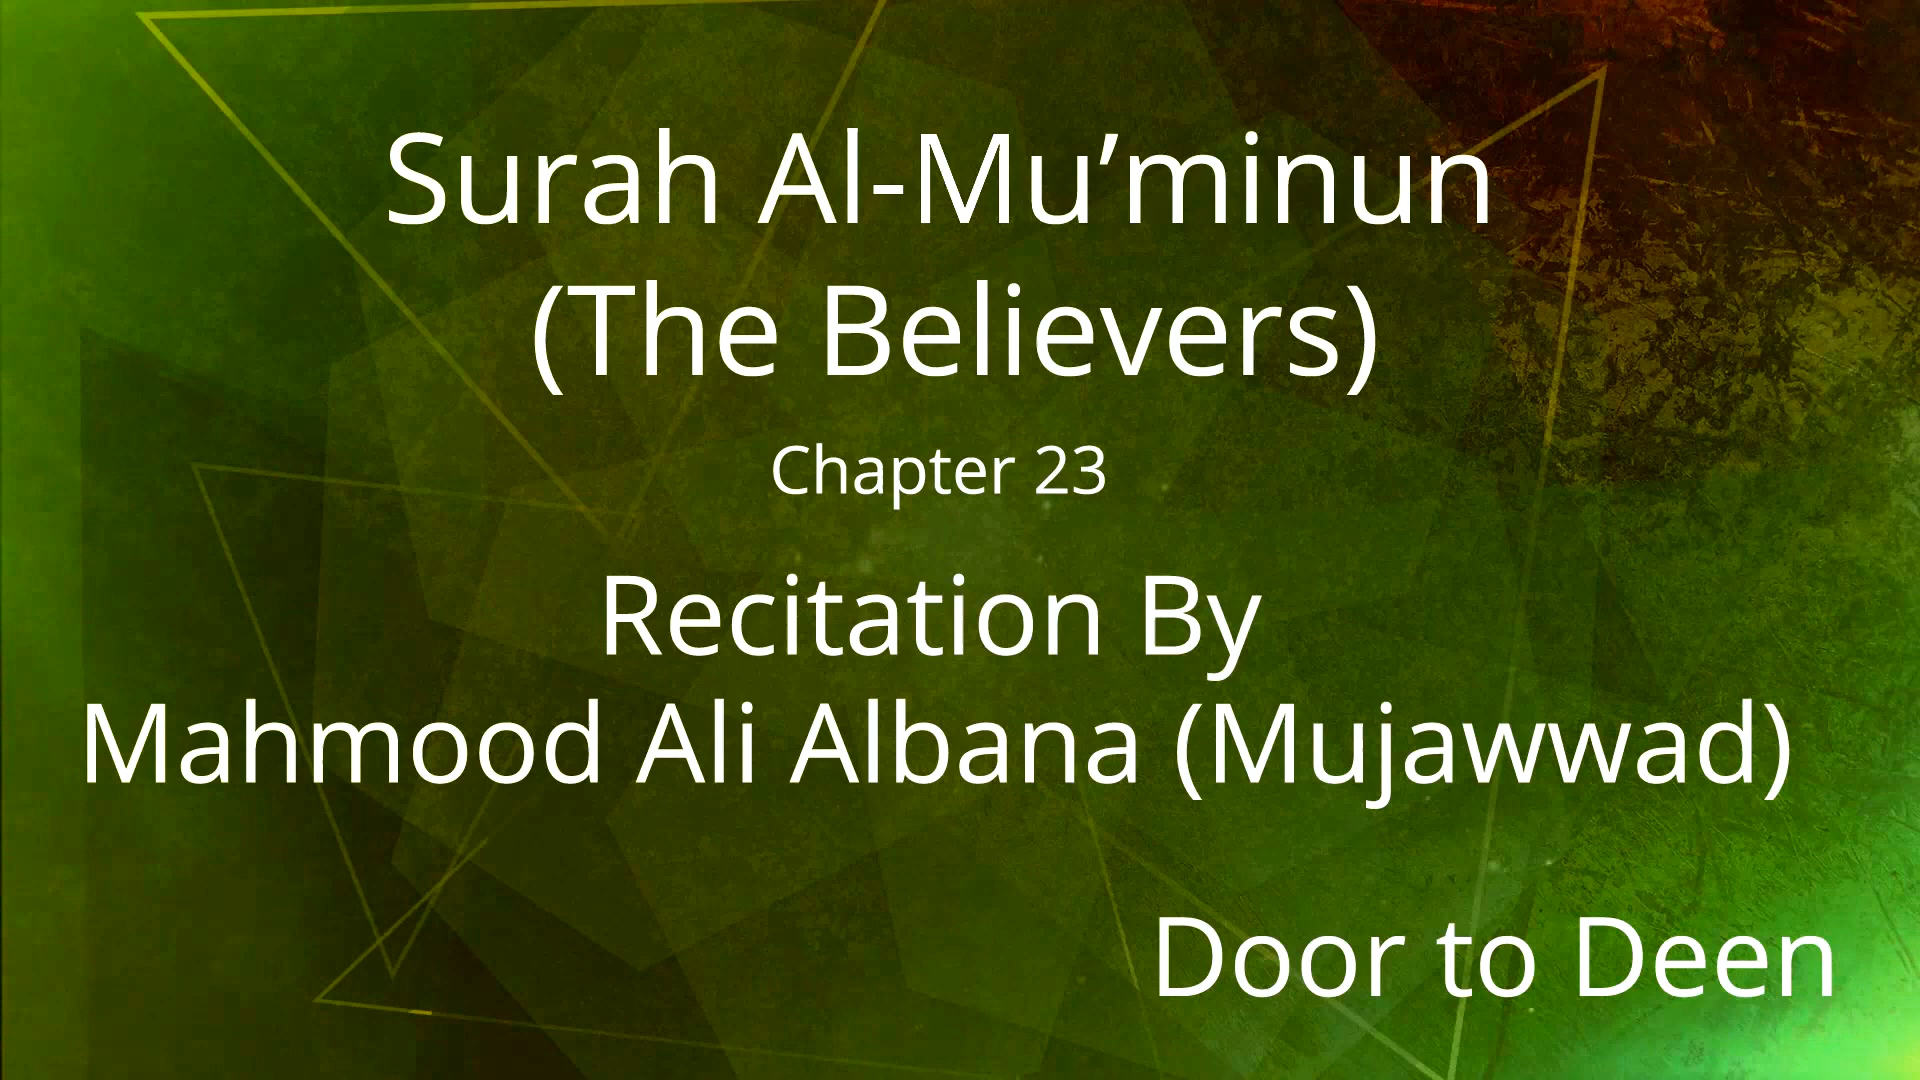 Surah Al-Mu’minun
(The Believers)
Chapter 23
Recitation By
Mahmood Ali Albana (Mujawwad)
Door to Deen